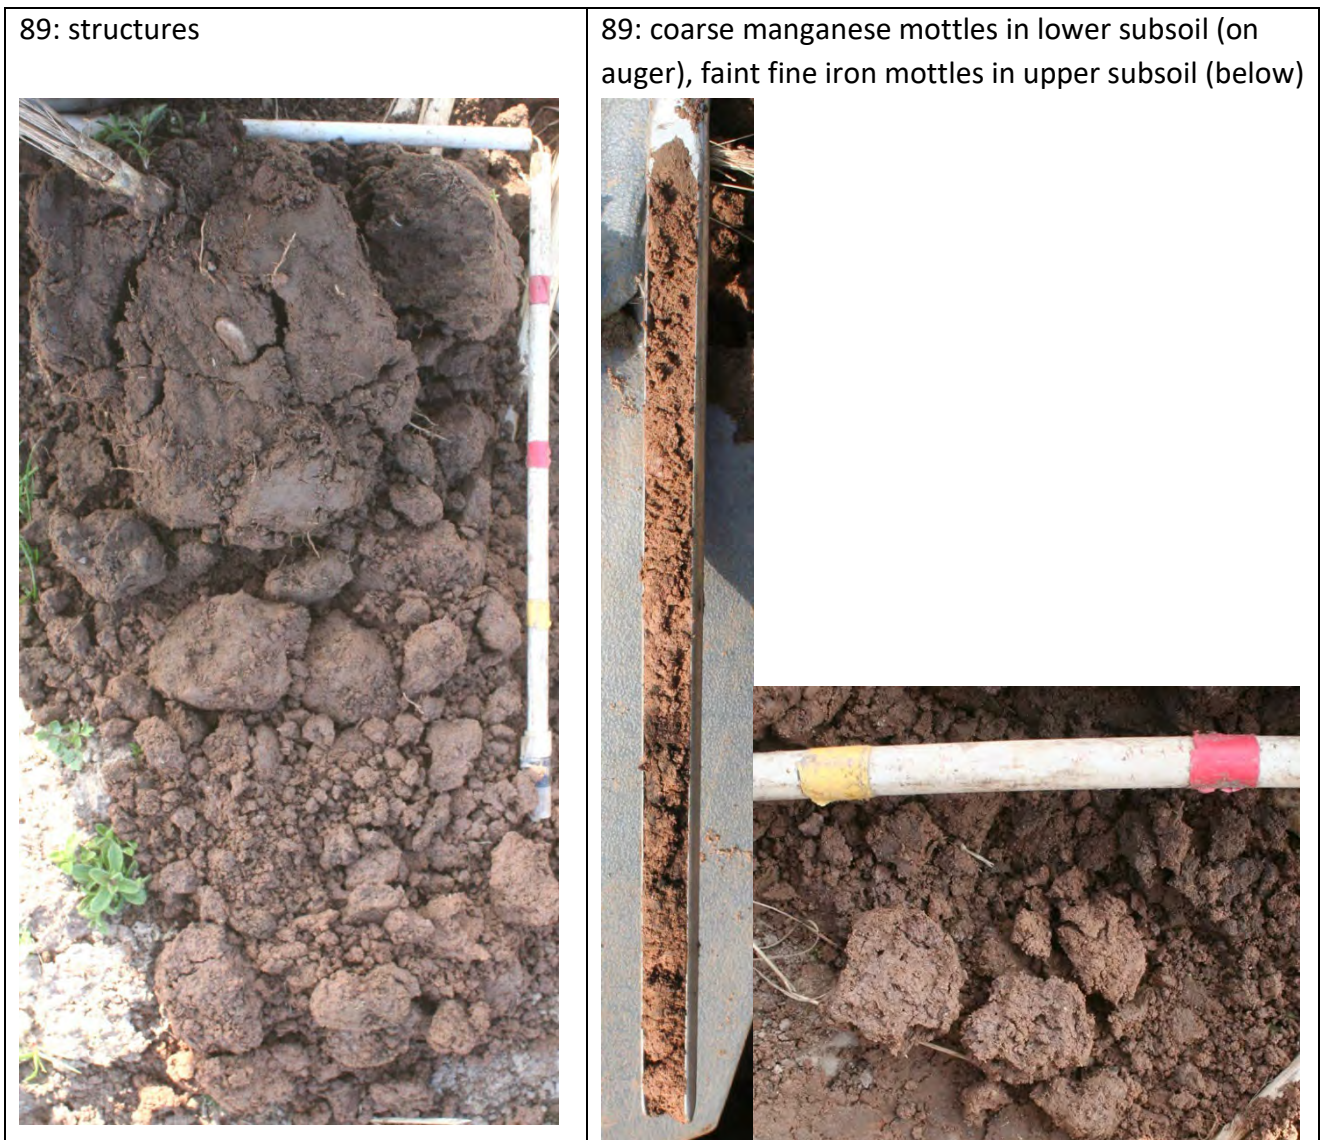 89: structures
89: coarse manganese mottles in lower subsoil (on
auger), faint fine iron mottles in upper subsoil (below)